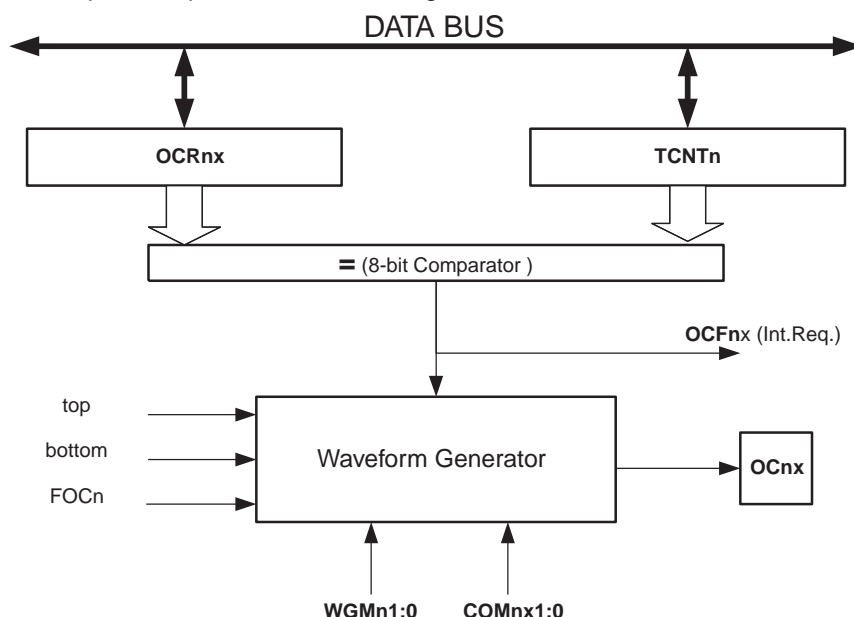 DATA BUS
OCRnx
TCNTn
= (8-bit Comparator )
OCFnx (Int.Req.)
top
bottom
FOCn
Waveform Generator
OCnx
WGMn1:0
COMnx1:0